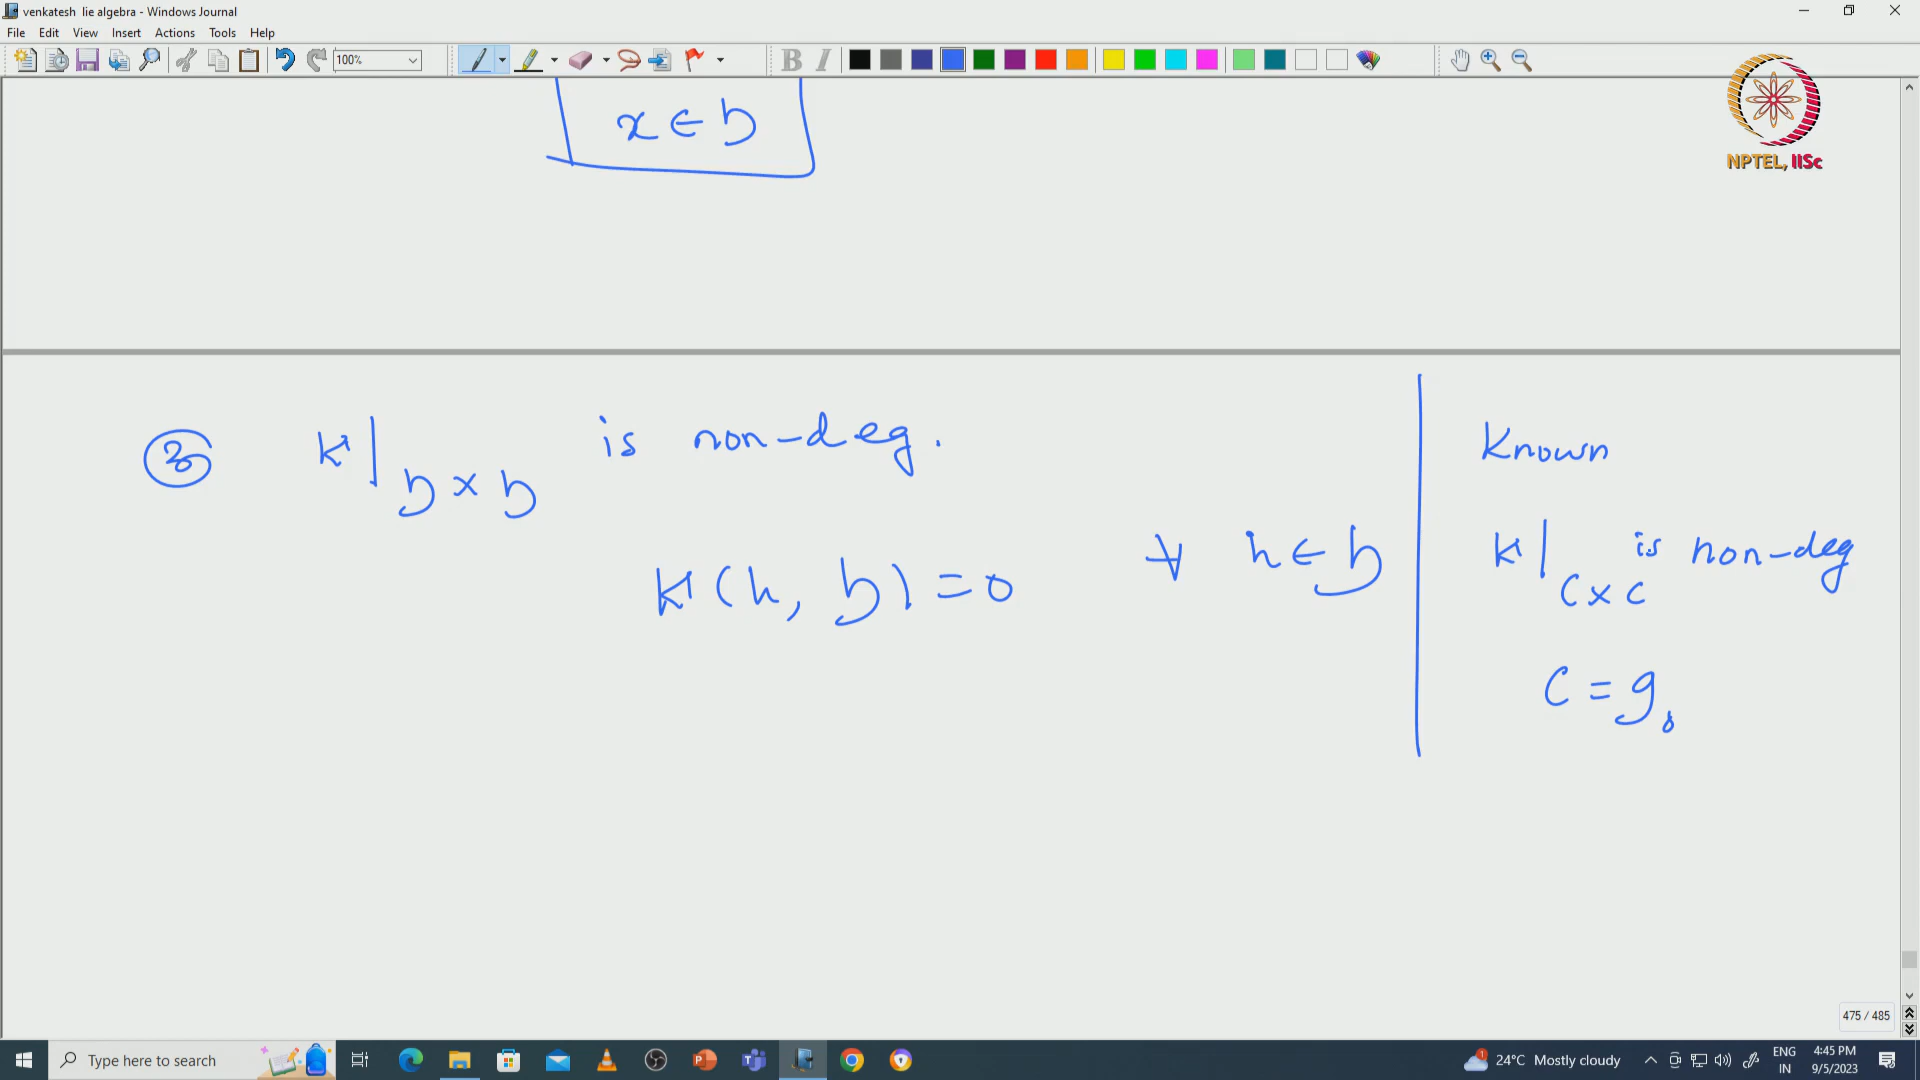 venkatesh lie algebra - Windows Journal
File Edit View Insert Actions Tools Help
100%
B I
NPTEL, IISc
x ∈ 𝔥
③ κ|𝔥×𝔥 is non-deg.
κ(h, 𝔥) = 0 ∀ h ∈ 𝔥
Known
κ|C×C is non-deg
C = g₀
475 / 485
Type here to search
1
24°C Mostly cloudy
ENG
IN
4:45 PM
9/5/2023